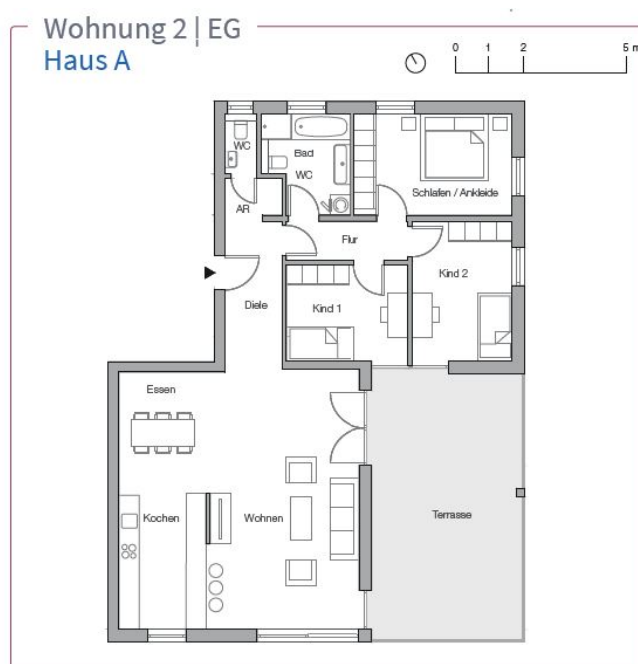 Wohnung 2 | EG
Haus A
0 1 2 5 m
WC
Bad
WC
Schlafen / Ankleide
AR
Flur
Kind 2
Diele
Kind 1
Essen
Kochen
Wohnen
Terrasse